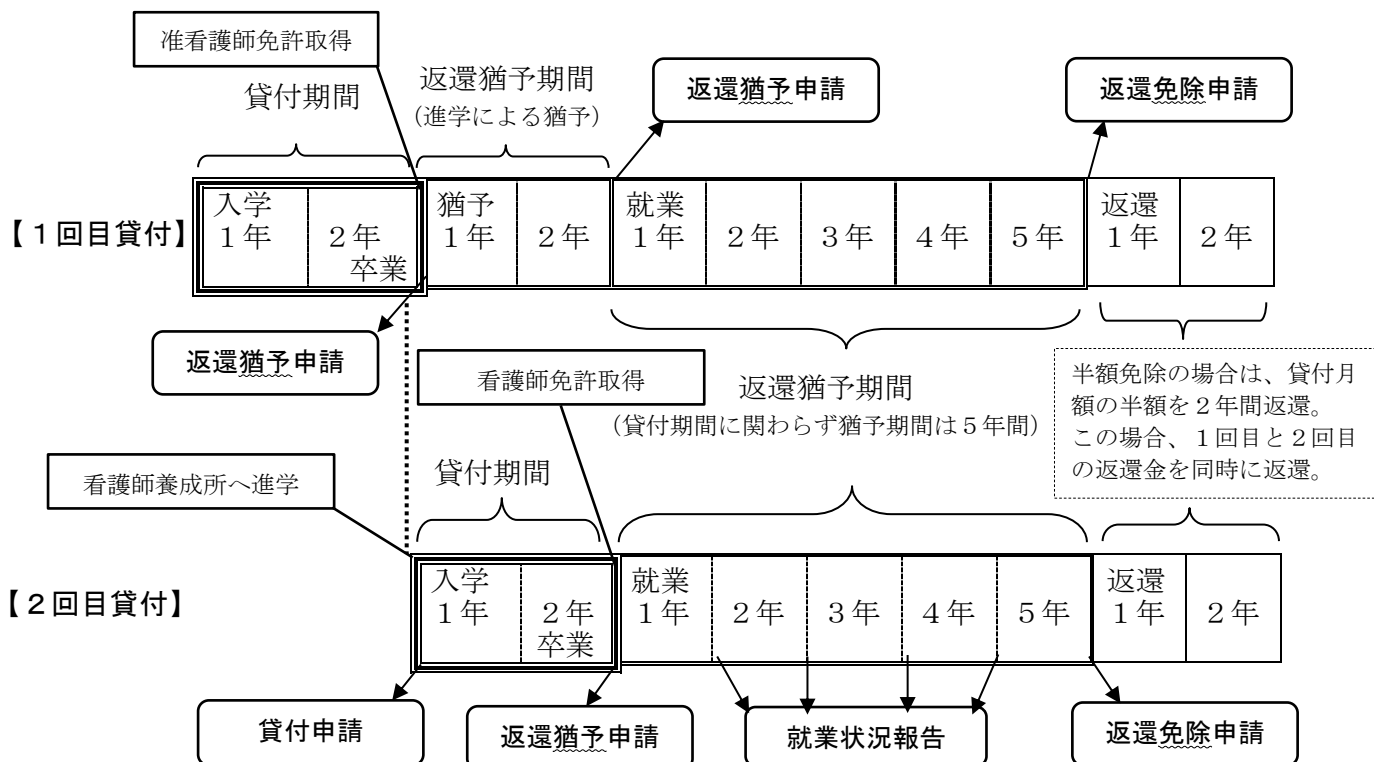 准看護師免許取得
貸付期間
返還猶予期間
（進学による猶予）
返還猶予申請
返還免除申請
【１回目貸付】
入学
１年
２年
卒業
猶予
１年
２年
就業
１年
２年
３年
４年
５年
返還
１年
２年
返還猶予申請
看護師免許取得
返還猶予期間
（貸付期間に関わらず猶予期間は５年間）
半額免除の場合は、貸付月
額の半額を２年間返還。
この場合、１回目と２回目
の返還金を同時に返還。
看護師養成所へ進学
貸付期間
【２回目貸付】
入学
１年
２年
卒業
就業
１年
２年
３年
４年
５年
返還
１年
２年
貸付申請
返還猶予申請
就業状況報告
返還免除申請